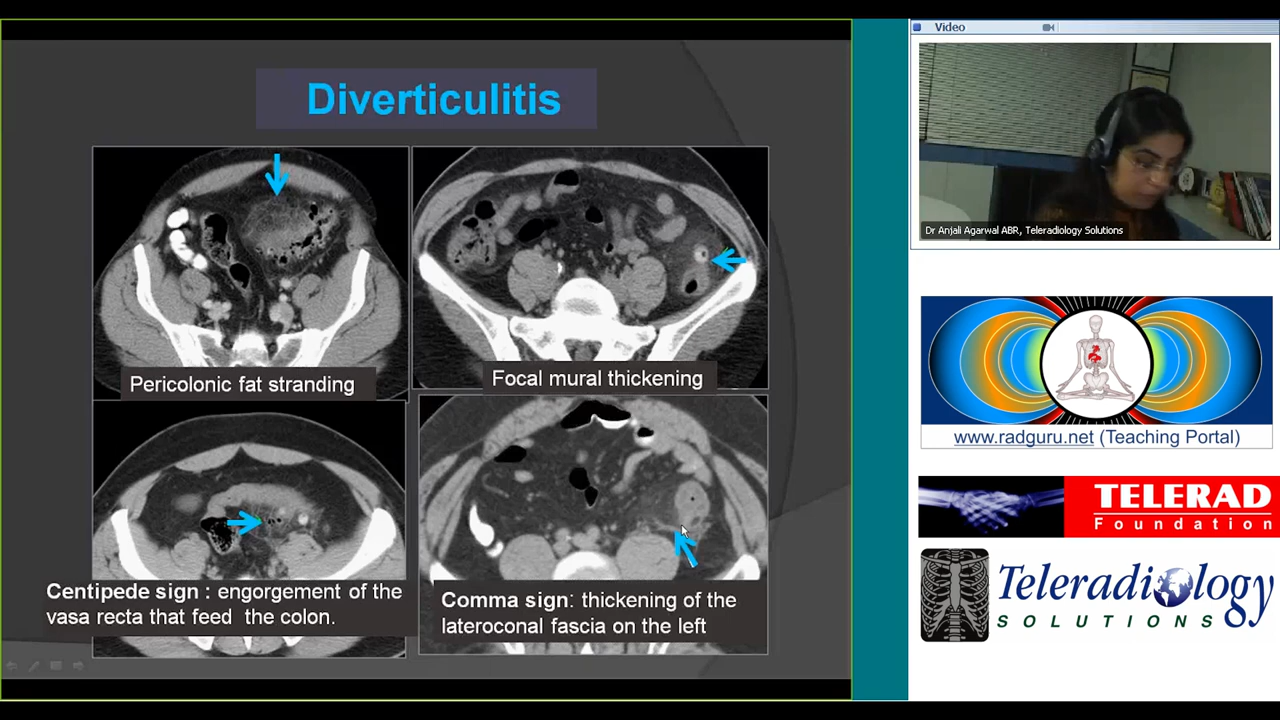 Diverticulitis
Pericolonic fat stranding
Focal mural thickening
Centipede sign : engorgement of the
vasa recta that feed the colon.
Comma sign: thickening of the
lateroconal fascia on the left
Video
Dr Anjali Agarwal ABR, Teleradiology Solutions
www.radguru.net (Teaching Portal)
TELERAD
Foundation
Teleradiology
SOLUTIONS